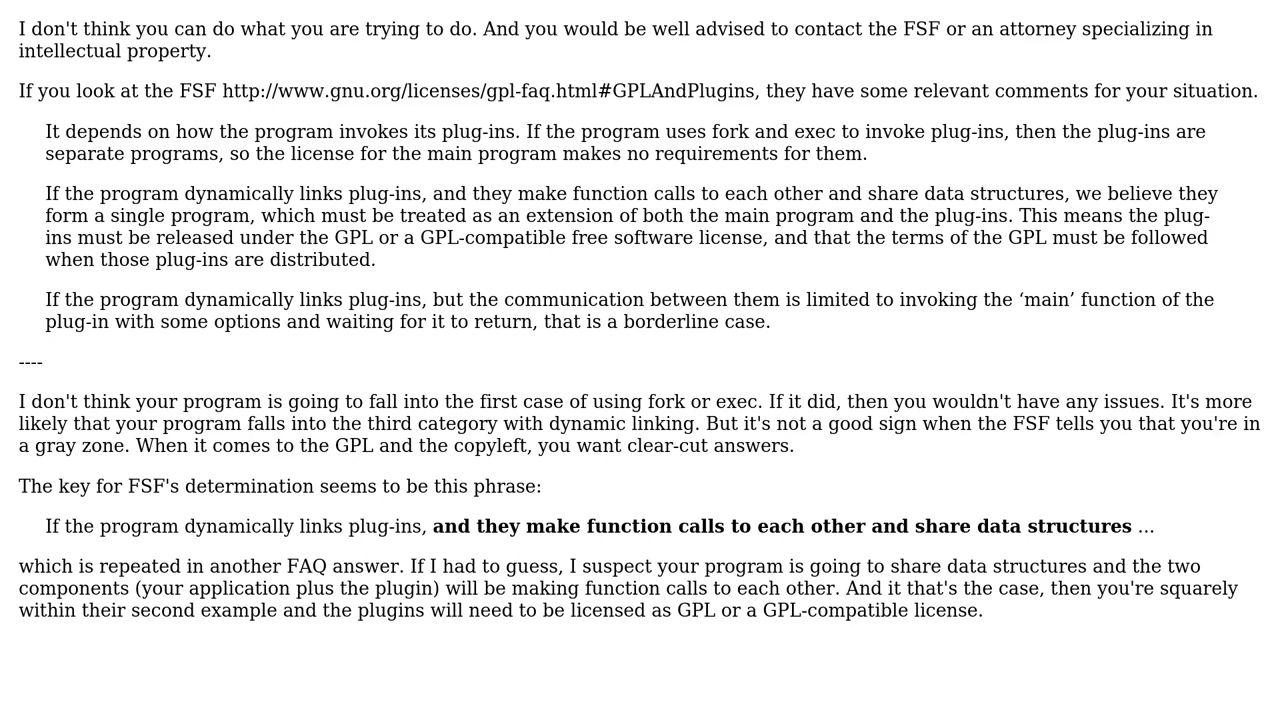 I don't think you can do what you are trying to do. And you would be well advised to contact the FSF or an attorney specializing in
intellectual property.
If you look at the FSF http://www.gnu.org/licenses/gpl-faq.html#GPLAndPlugins, they have some relevant comments for your situation.
It depends on how the program invokes its plug-ins. If the program uses fork and exec to invoke plug-ins, then the plug-ins are
separate programs, so the license for the main program makes no requirements for them.
If the program dynamically links plug-ins, and they make function calls to each other and share data structures, we believe they
form a single program, which must be treated as an extension of both the main program and the plug-ins. This means the plug-
ins must be released under the GPL or a GPL-compatible free software license, and that the terms of the GPL must be followed
when those plug-ins are distributed.
If the program dynamically links plug-ins, but the communication between them is limited to invoking the ‘main’ function of the
plug-in with some options and waiting for it to return, that is a borderline case.
----
I don't think your program is going to fall into the first case of using fork or exec. If it did, then you wouldn't have any issues. It's more
likely that your program falls into the third category with dynamic linking. But it's not a good sign when the FSF tells you that you're in
a gray zone. When it comes to the GPL and the copyleft, you want clear-cut answers.
The key for FSF's determination seems to be this phrase:
If the program dynamically links plug-ins, and they make function calls to each other and share data structures ...
which is repeated in another FAQ answer. If I had to guess, I suspect your program is going to share data structures and the two
components (your application plus the plugin) will be making function calls to each other. And it that's the case, then you're squarely
within their second example and the plugins will need to be licensed as GPL or a GPL-compatible license.